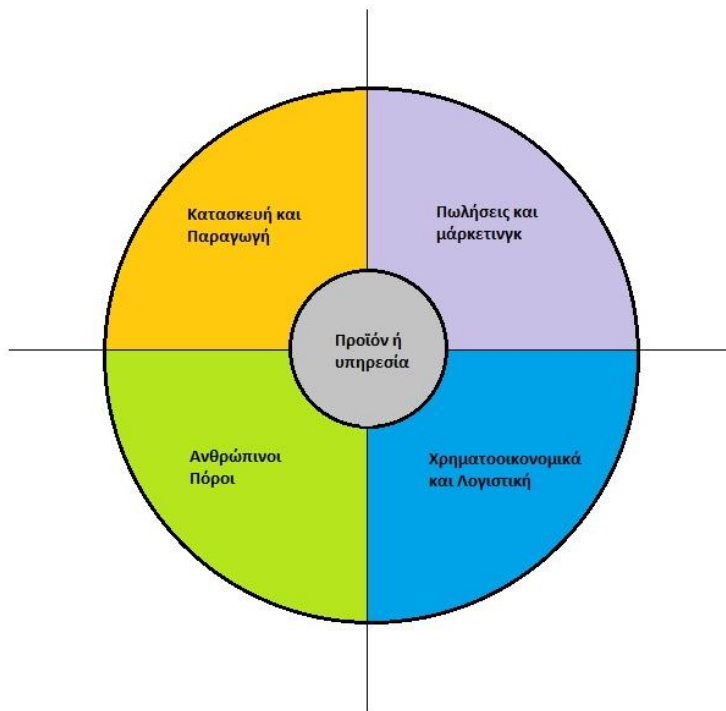 Κατασκευή και
Παραγωγή
Πωλήσεις και
μάρκετινγκ
Προϊόν ή
υπηρεσία
Ανθρώπινοι
Πόροι
Χρηματοοικονομικά
και Λογιστική